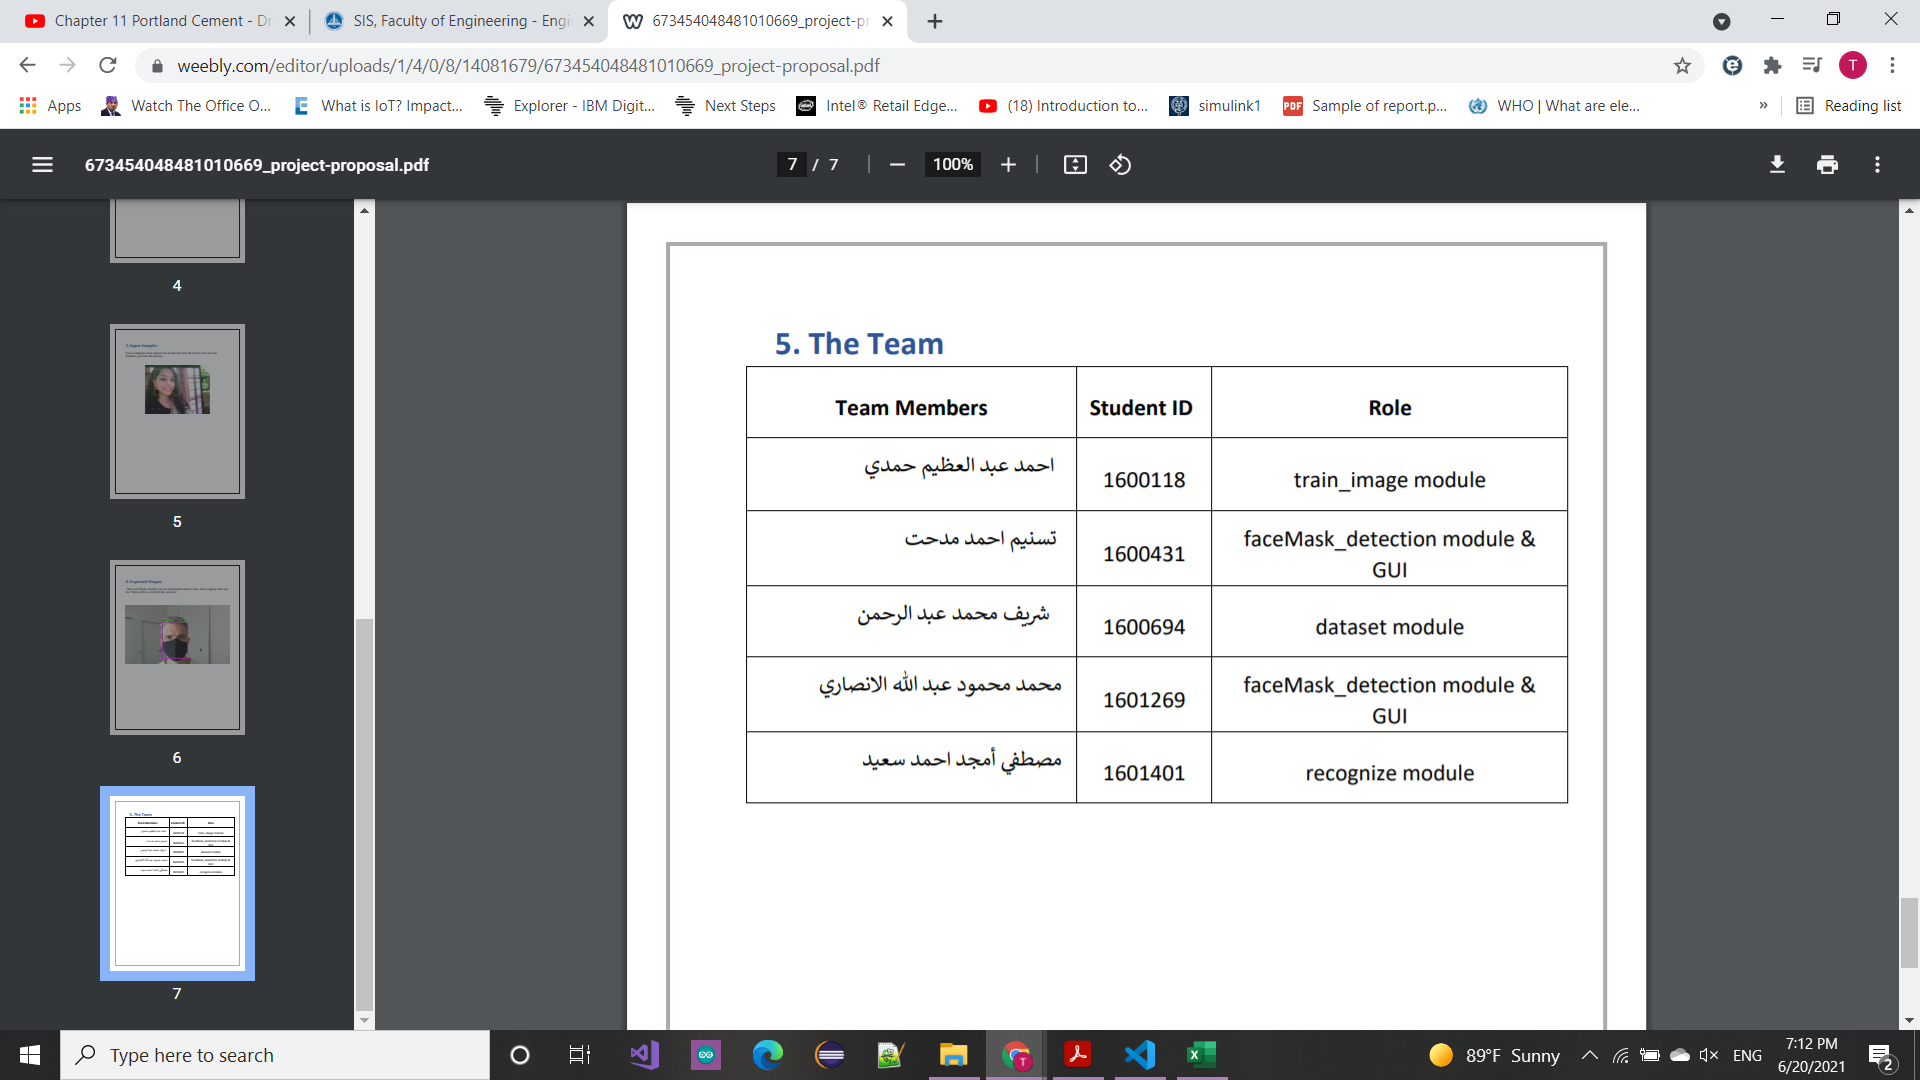 Chapter 11 Portland Cement - Dr
SIS, Faculty of Engineering - Engi
673454048481010669_project-pr
weebly.com/editor/uploads/1/4/0/8/14081679/673454048481010669_project-proposal.pdf
T
Apps
Watch The Office O...
What is IoT? Impact...
Explorer - IBM Digit...
Next Steps
Intel® Retail Edge...
(18) Introduction to...
simulink1
PDF
Sample of report.p...
WHO | What are ele...
»
Reading list
673454048481010669_project-proposal.pdf
7 / 7
100%
4
5
6
7
5. The Team
Team Members Student ID Role
احمد عبد العظيم حمدي 1600118 train_image module
تسنيم احمد مدحت 1600431 faceMask_detection module &
GUI
شريف محمد عبد الرحمن 1600694 dataset module
محمد محمود عبد الله الانصاري 1601269 faceMask_detection module &
GUI
مصطفي أمجد احمد سعيد 1601401 recognize module
Type here to search
89°F Sunny
ENG
7:12 PM
6/20/2021
2